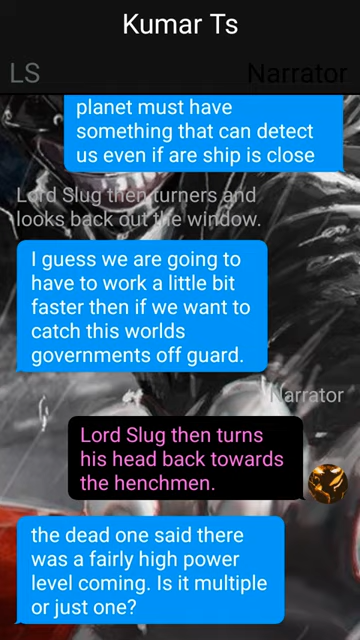 Kumar Ts
LS
Narrator
planet must have
something that can detect
us even if are ship is close
Lord Slug then turners and
looks back out the window.
I guess we are going to
have to work a little bit
faster then if we want to
catch this worlds
governments off guard.
Narrator
Lord Slug then turns
his head back towards
the henchmen.
the dead one said there
was a fairly high power
level coming. Is it multiple
or just one?